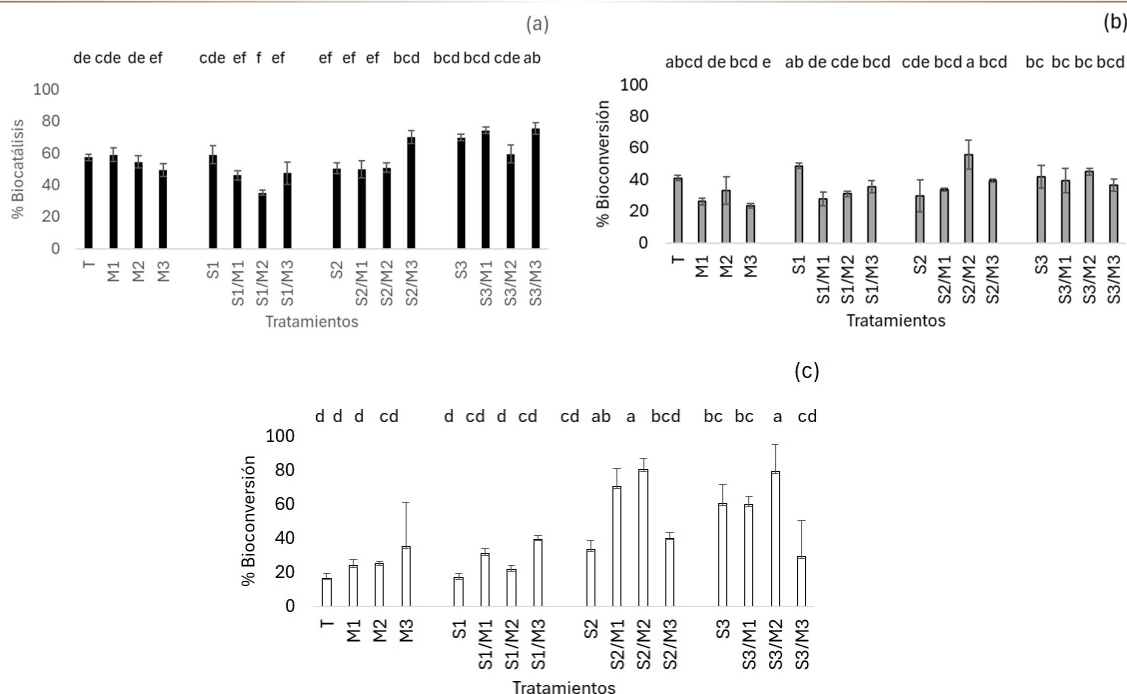 (a)
de cde de ef cde ef f ef ef ef ef bcd bcd bcd cde ab
100
80
60
40
20
0
% Biocatálisis
T M1 M2 M3 S1 S1/M1 S1/M2 S1/M3 S2 S2/M1 S2/M2 S2/M3 S3 S3/M1 S3/M2 S3/M3
Tratamientos
(b)
abcd de bcd e ab de cde bcd cde bcd a bcd bc bc bc bcd
100
80
60
40
20
0
% Bioconversión
T M1 M2 M3 S1 S1/M1 S1/M2 S1/M3 S2 S2/M1 S2/M2 S2/M3 S3 S3/M1 S3/M2 S3/M3
Tratamientos
(c)
d d d cd d cd d cd cd ab a bcd bc bc a cd
100
80
60
40
20
0
% Bioconversión
T M1 M2 M3 S1 S1/M1 S1/M2 S1/M3 S2 S2/M1 S2/M2 S2/M3 S3 S3/M1 S3/M2 S3/M3
Tratamientos